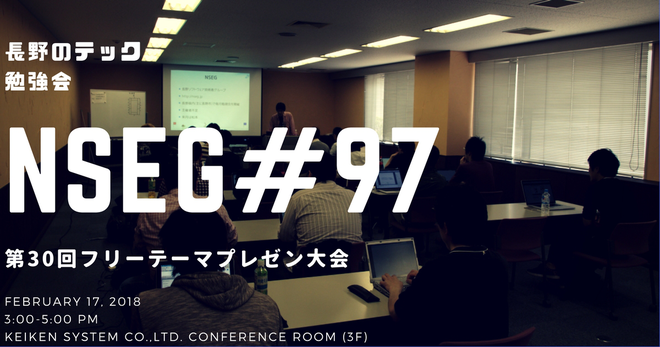 長野のテック
勉強会
NSEG
NSEG#97
第30回フリーテーマプレゼン大会
FEBRUARY 17, 2018
3:00-5:00 PM
KEIKEN SYSTEM CO.,LTD. CONFERENCE ROOM (3F)